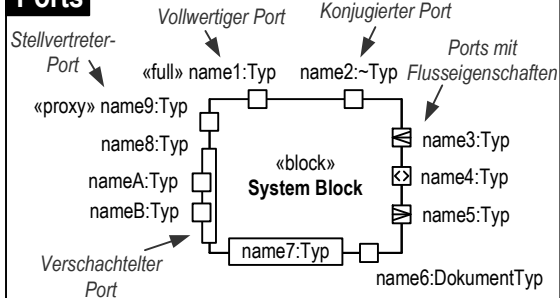 Ports
Vollwertiger Port
Konjugierter Port
Stellvertreter-
Port
Ports mit
Flusseigenschaften
«full» name1:Typ
name2:~Typ
«proxy» name9:Typ
name8:Typ
name3:Typ
«block»
System Block
nameA:Typ
name4:Typ
nameB:Typ
name5:Typ
name7:Typ
Verschachtelter
Port
name6:DokumentTyp